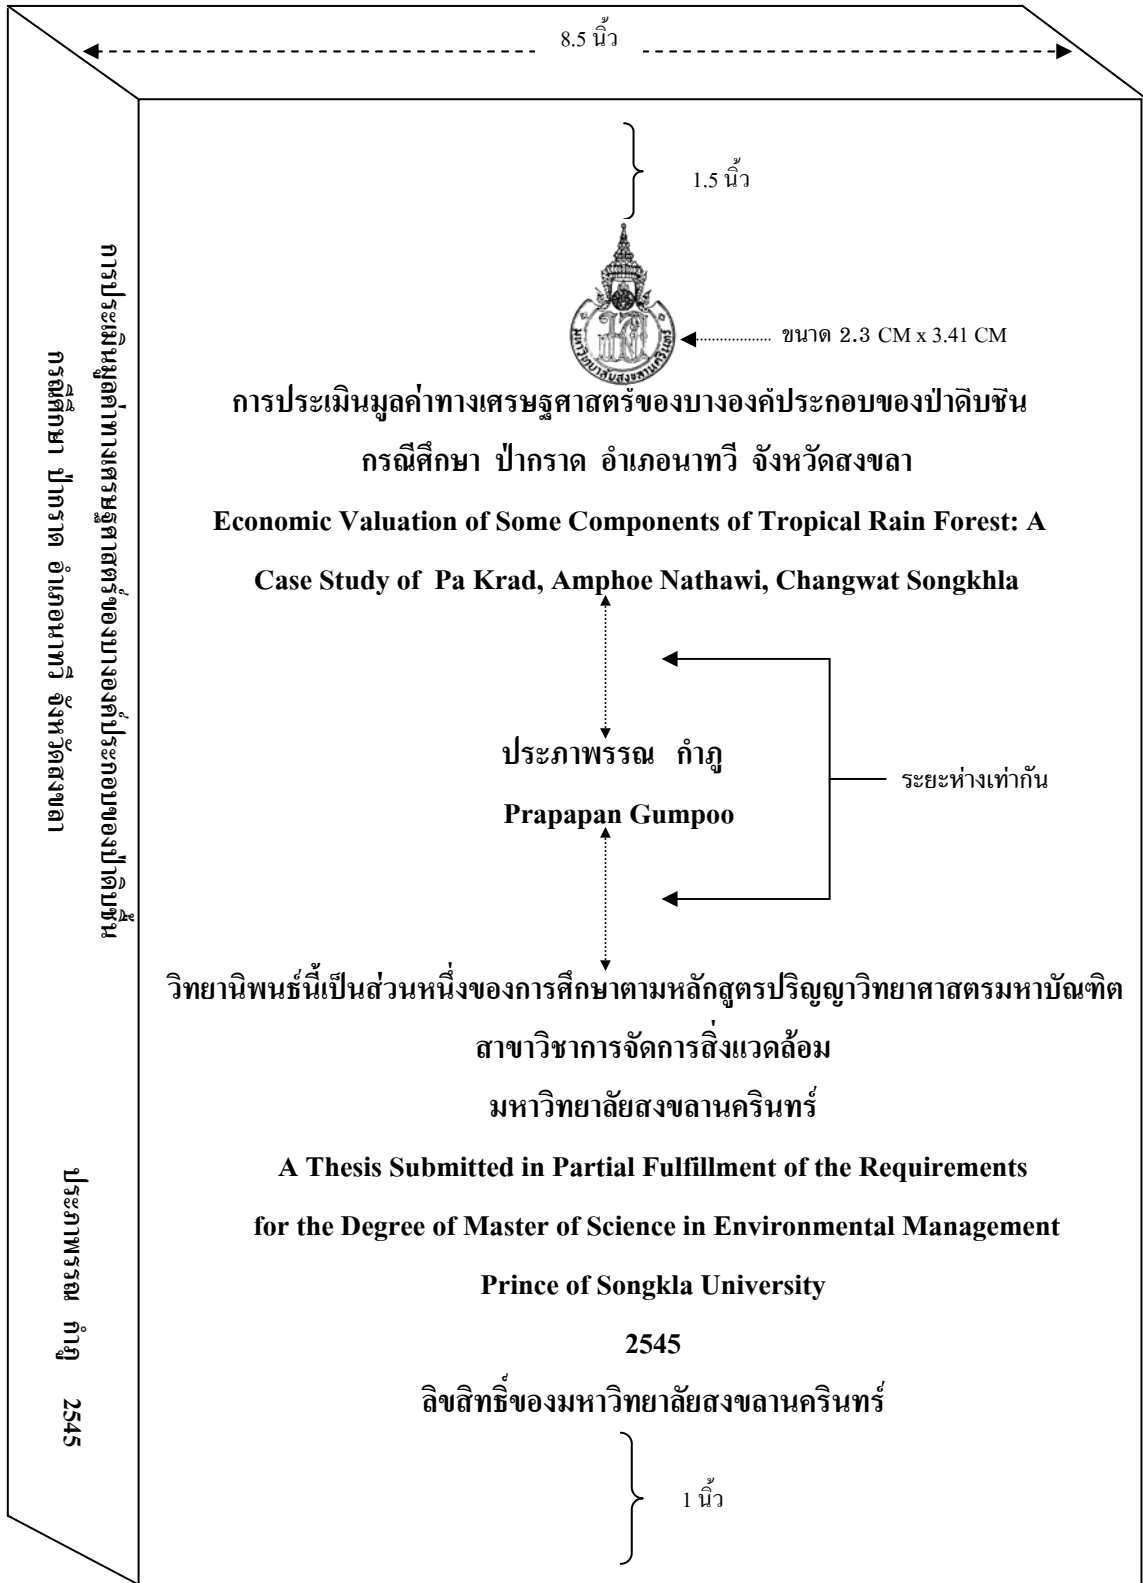 8.5 นิ้ว
1.5 นิ้ว
มหาวิทยาลัยสงขลานครินทร์
ขนาด 2.3 CM x 3.41 CM
การประเมินมูลค่าทางเศรษฐศาสตร์ของบางองค์ประกอบของป่าดิบชื้น
กรณีศึกษา ป่ากราด อำเภอนาทวี จังหวัดสงขลา
Economic Valuation of Some Components of Tropical Rain Forest: A
Case Study of Pa Krad, Amphoe Nathawi, Changwat Songkhla
ประภาพรรณ กำภู
Prapapan Gumpoo
ระยะห่างเท่ากัน
วิทยานิพนธ์นี้เป็นส่วนหนึ่งของการศึกษาตามหลักสูตรปริญญาวิทยาศาสตรมหาบัณฑิต
สาขาวิชาการจัดการสิ่งแวดล้อม
มหาวิทยาลัยสงขลานครินทร์
A Thesis Submitted in Partial Fulfillment of the Requirements
for the Degree of Master of Science in Environmental Management
Prince of Songkla University
2545
ลิขสิทธิ์ของมหาวิทยาลัยสงขลานครินทร์
1 นิ้ว
การประเมินมูลค่าทางเศรษฐศาสตร์ของบางองค์ประกอบของป่าดิบชื้น
กรณีศึกษา ป่ากราด อำเภอนาทวี จังหวัดสงขลา
ประภาพรรณ กำภู 2545